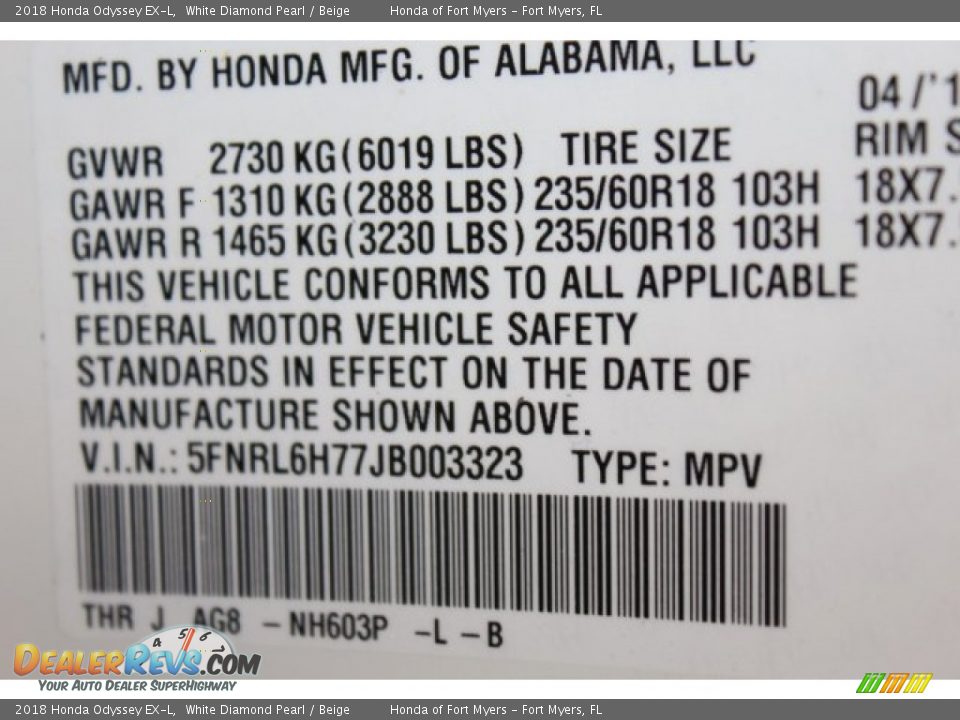 2018 Honda Odyssey EX-L, White Diamond Pearl / Beige Honda of Fort Myers - Fort Myers, FL
MFD. BY HONDA MFG. OF ALABAMA, LLC
04/'1
GVWR 2730 KG(6019 LBS) TIRE SIZE RIM S
GAWR F 1310 KG(2888 LBS) 235/60R18 103H 18X7.
GAWR R 1465 KG(3230 LBS) 235/60R18 103H 18X7.
THIS VEHICLE CONFORMS TO ALL APPLICABLE
FEDERAL MOTOR VEHICLE SAFETY
STANDARDS IN EFFECT ON THE DATE OF
MANUFACTURE SHOWN ABOVE.
V.I.N.: 5FNRL6H77JB003323 TYPE: MPV
THR J AG8 -NH603P -L -B
4 5 6
DEALERREVS.COM
YOUR AUTO DEALER SUPERHIGHWAY
2018 Honda Odyssey EX-L, White Diamond Pearl / Beige Honda of Fort Myers - Fort Myers, FL